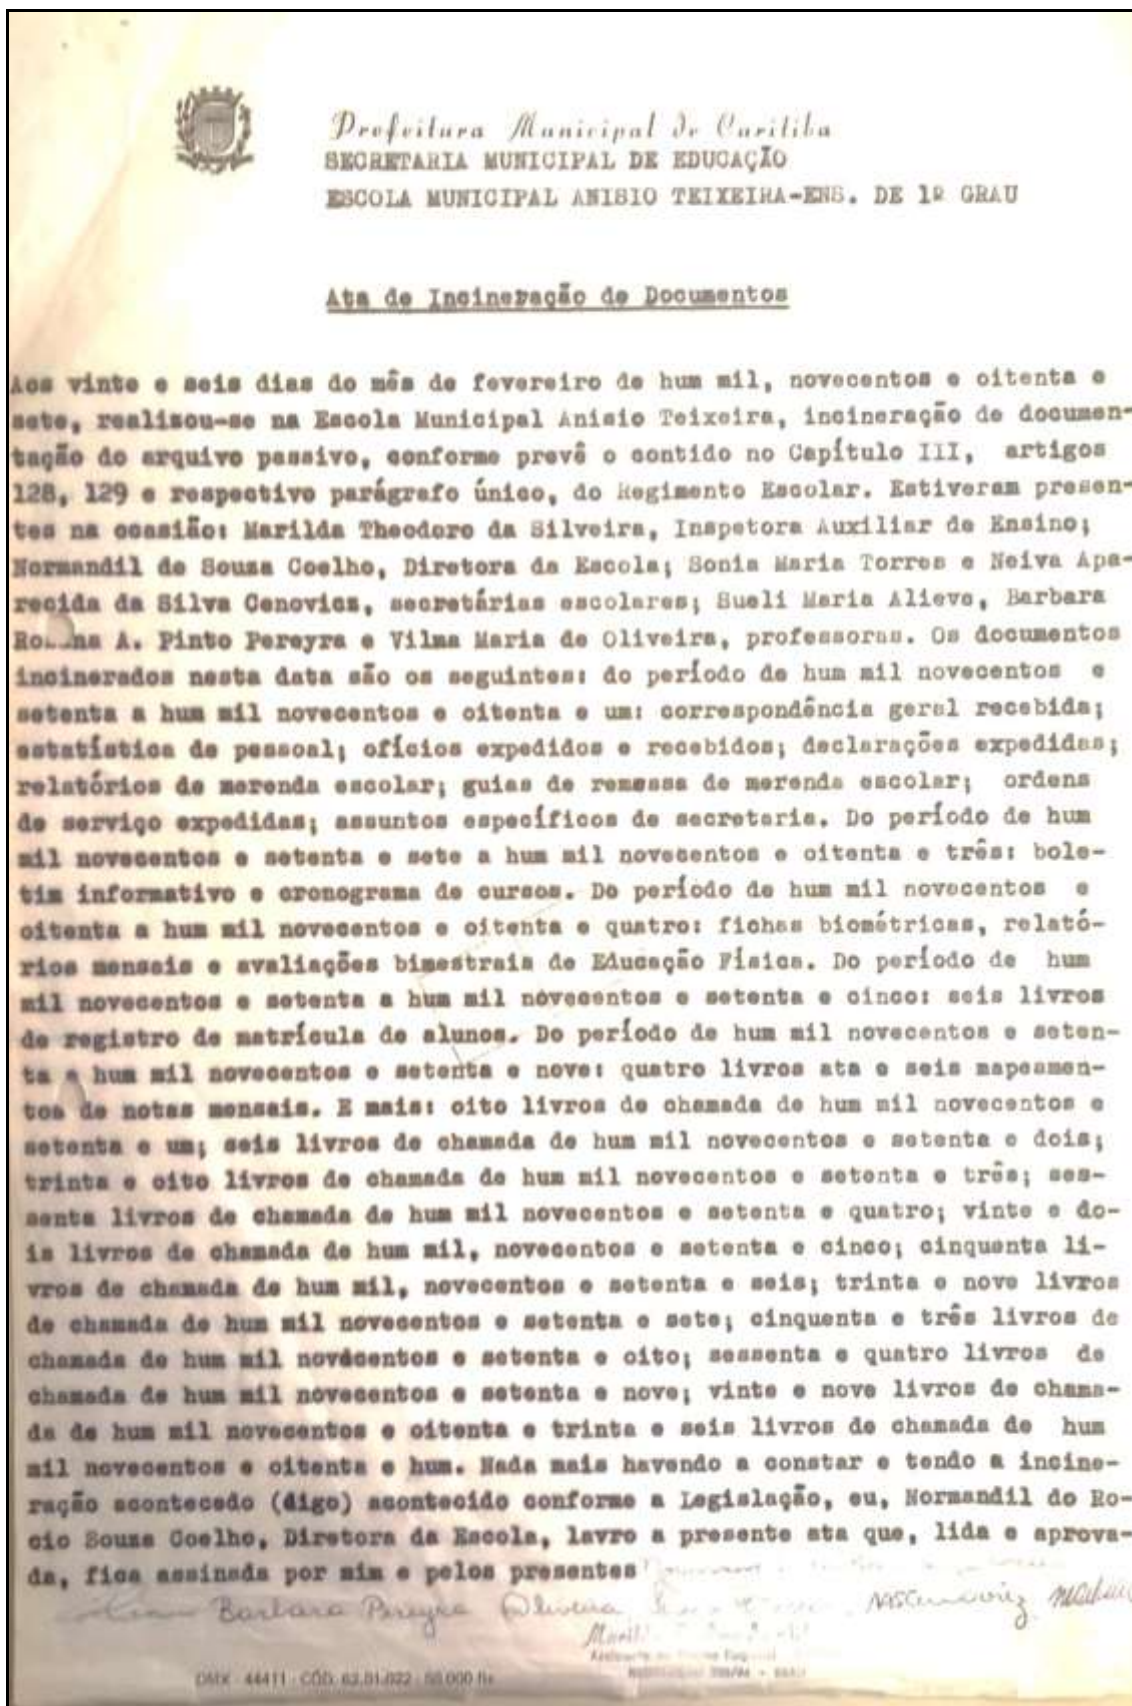 Prefeitura Municipal de Curitiba
SECRETARIA MUNICIPAL DE EDUCAÇÃO
ESCOLA MUNICIPAL ANISIO TEIXEIRA-ENS. DE 1º GRAU
Ata de Incineração de Documentos
Aos vinte e seis dias do mês de fevereiro de hum mil, novecentos e oitenta e
sete, realizou-se na Escola Municipal Anisio Teixeira, incineração de documen-
tação do arquivo passivo, conforme prevê o contido no Capítulo III, artigos
128, 129 e respectivo parágrafo único, do Regimento Escolar. Estiveram presen-
tes na ocasião: Marilda Theodoro da Silveira, Inspetora Auxiliar de Ensino;
Normandil de Souza Coelho, Diretora da Escola; Sonia Maria Torres e Neiva Apa-
recida da Silva Cenovicz, secretárias escolares; Sueli Maria Alieve, Barbara
A. Pinto Pereyra e Vilma Maria de Oliveira, professoras. Os documentos
incinerados nesta data são os seguintes: do período de hum mil novecentos e
setenta a hum mil novecentos e oitenta e um: correspondência geral recebida;
estatística de pessoal; ofícios expedidos e recebidos; declarações expedidas;
relatórios de merenda escolar; guias de remessa de merenda escolar; ordens
de serviço expedidas; assuntos específicos de secretaria. Do período de hum
mil novecentos e setenta e sete a hum mil novecentos e oitenta e três: bole-
tim informativo e cronograma de cursos. Do período de hum mil novecentos e
oitenta a hum mil novecentos e oitenta e quatro: fichas biométricas, relató-
rios mensais e avaliações bimestrais de Educação Física. Do período de hum
mil novecentos e setenta a hum mil novecentos e setenta e cinco: seis livros
de registro de matrícula de alunos. Do período de hum mil novecentos e seten-
ta a hum mil novecentos e setenta e nove: quatro livros ata e seis mapeamen-
tos de notas mensais. E mais: oito livros de chamada de hum mil novecentos e
setenta e um; seis livros de chamada de hum mil novecentos e setenta e dois;
trinta e oito livros de chamada de hum mil novecentos e setenta e três; ses-
senta livros de chamada de hum mil novecentos e setenta e quatro; vinte e do-
is livros de chamada de hum mil, novecentos e setenta e cinco; cinquenta li-
vros de chamada de hum mil, novecentos e setenta e seis; trinta e nove livros
de chamada de hum mil novecentos e setenta e sete; cinquenta e três livros de
chamada de hum mil novecentos e setenta e oito; sessenta e quatro livros de
chamada de hum mil novecentos e setenta e nove; vinte e nove livros de chama-
da de hum mil novecentos e oitenta e trinta e seis livros de chamada de hum
mil novecentos e oitenta e hum. Nada mais havendo a constar e tendo a incine-
ração acontecedo (digo) acontecido conforme a Legislação, eu, Normandil do Ro-
cio Souza Coelho, Diretora da Escola, lavro a presente ata que, lida e aprova-
da, fica assinada por mim e pelos presentes
Barbara Pereyra Oliveira